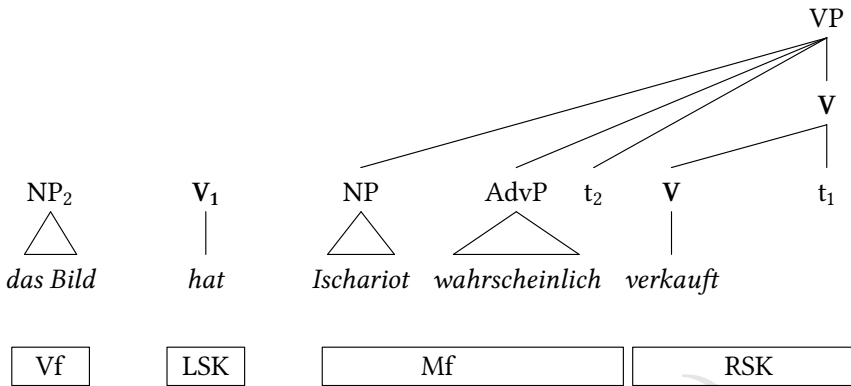 VP
V
NP₂ V₁ NP AdvP t₂ V t₁
das Bild hat Ischariot wahrscheinlich verkauft
Vf LSK Mf RSK